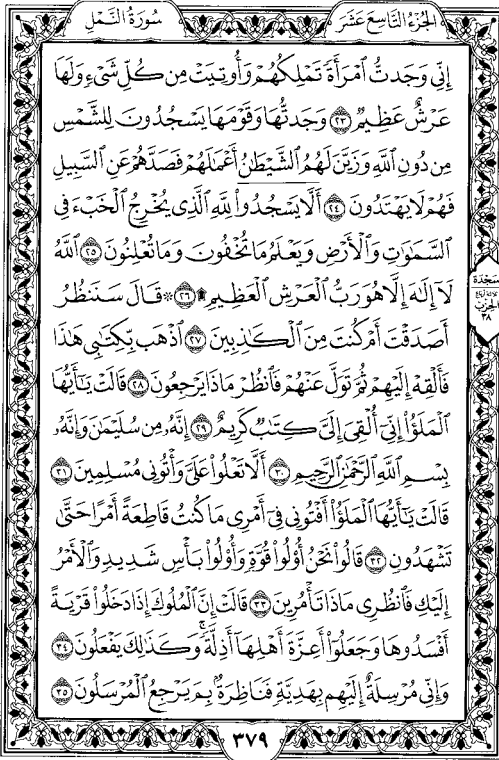 الجزء التاسع عشر
سورة النمل
إِنِّي وَجَدتُّ ٱمْرَأَةً تَمْلِكُهُمْ وَأُوتِيَتْ مِن كُلِّ شَىْءٍ وَلَهَا
عَرْشٌ عَظِيمٌ ٢٣ وَجَدتُّهَا وَقَوْمَهَا يَسْجُدُونَ لِلشَّمْسِ
مِن دُونِ ٱللَّهِ وَزَيَّنَ لَهُمُ ٱلشَّيْطَٰنُ أَعْمَٰلَهُمْ فَصَدَّهُمْ عَنِ ٱلسَّبِيلِ
فَهُمْ لَا يَهْتَدُونَ ٢٤ أَلَّا يَسْجُدُوا۟ لِلَّهِ ٱلَّذِى يُخْرِجُ ٱلْخَبْءَ فِى
ٱلسَّمَٰوَٰتِ وَٱلْأَرْضِ وَيَعْلَمُ مَا تُخْفُونَ وَمَا تُعْلِنُونَ ٢٥ ٱللَّهُ
لَآ إِلَٰهَ إِلَّا هُوَ رَبُّ ٱلْعَرْشِ ٱلْعَظِيمِ ۩ ٢٦ * قَالَ سَنَنظُرُ
أَصَدَقْتَ أَمْ كُنتَ مِنَ ٱلْكَٰذِبِينَ ٢٧ ٱذْهَب بِّكِتَٰبِى هَٰذَا
فَأَلْقِهْ إِلَيْهِمْ ثُمَّ تَوَلَّ عَنْهُمْ فَٱنظُرْ مَاذَا يَرْجِعُونَ ٢٨ قَالَتْ يَٰٓأَيُّهَا
ٱلْمَلَؤُا۟ إِنِّىٓ أُلْقِىَ إِلَىَّ كِتَٰبٌ كَرِيمٌ ٢٩ إِنَّهُۥ مِن سُلَيْمَٰنَ وَإِنَّهُۥ
بِسْمِ ٱللَّهِ ٱلرَّحْمَٰنِ ٱلرَّحِيمِ ٣٠ أَلَّا تَعْلُوا۟ عَلَىَّ وَأْتُونِى مُسْلِمِينَ ٣١
قَالَتْ يَٰٓأَيُّهَا ٱلْمَلَؤُا۟ أَفْتُونِى فِىٓ أَمْرِى مَا كُنتُ قَاطِعَةً أَمْرًا حَتَّىٰ
تَشْهَدُونِ ٣٢ قَالُوا۟ نَحْنُ أُو۟لُوا۟ قُوَّةٍ وَأُو۟لُوا۟ بَأْسٍ شَدِيدٍ وَٱلْأَمْرُ
إِلَيْكِ فَٱنظُرِى مَاذَا تَأْمُرِينَ ٣٣ قَالَتْ إِنَّ ٱلْمُلُوكَ إِذَا دَخَلُوا۟ قَرْيَةً
أَفْسَدُوهَا وَجَعَلُوٓا۟ أَعِزَّةَ أَهْلِهَآ أَذِلَّةً ۖ وَكَذَٰلِكَ يَفْعَلُونَ ٣٤
وَإِنِّى مُرْسِلَةٌ إِلَيْهِم بِهَدِيَّةٍ فَنَاظِرَةٌۢ بِمَ يَرْجِعُ ٱلْمُرْسَلُونَ ٣٥
سجدة
الحزب
٣٨
٣٧٩